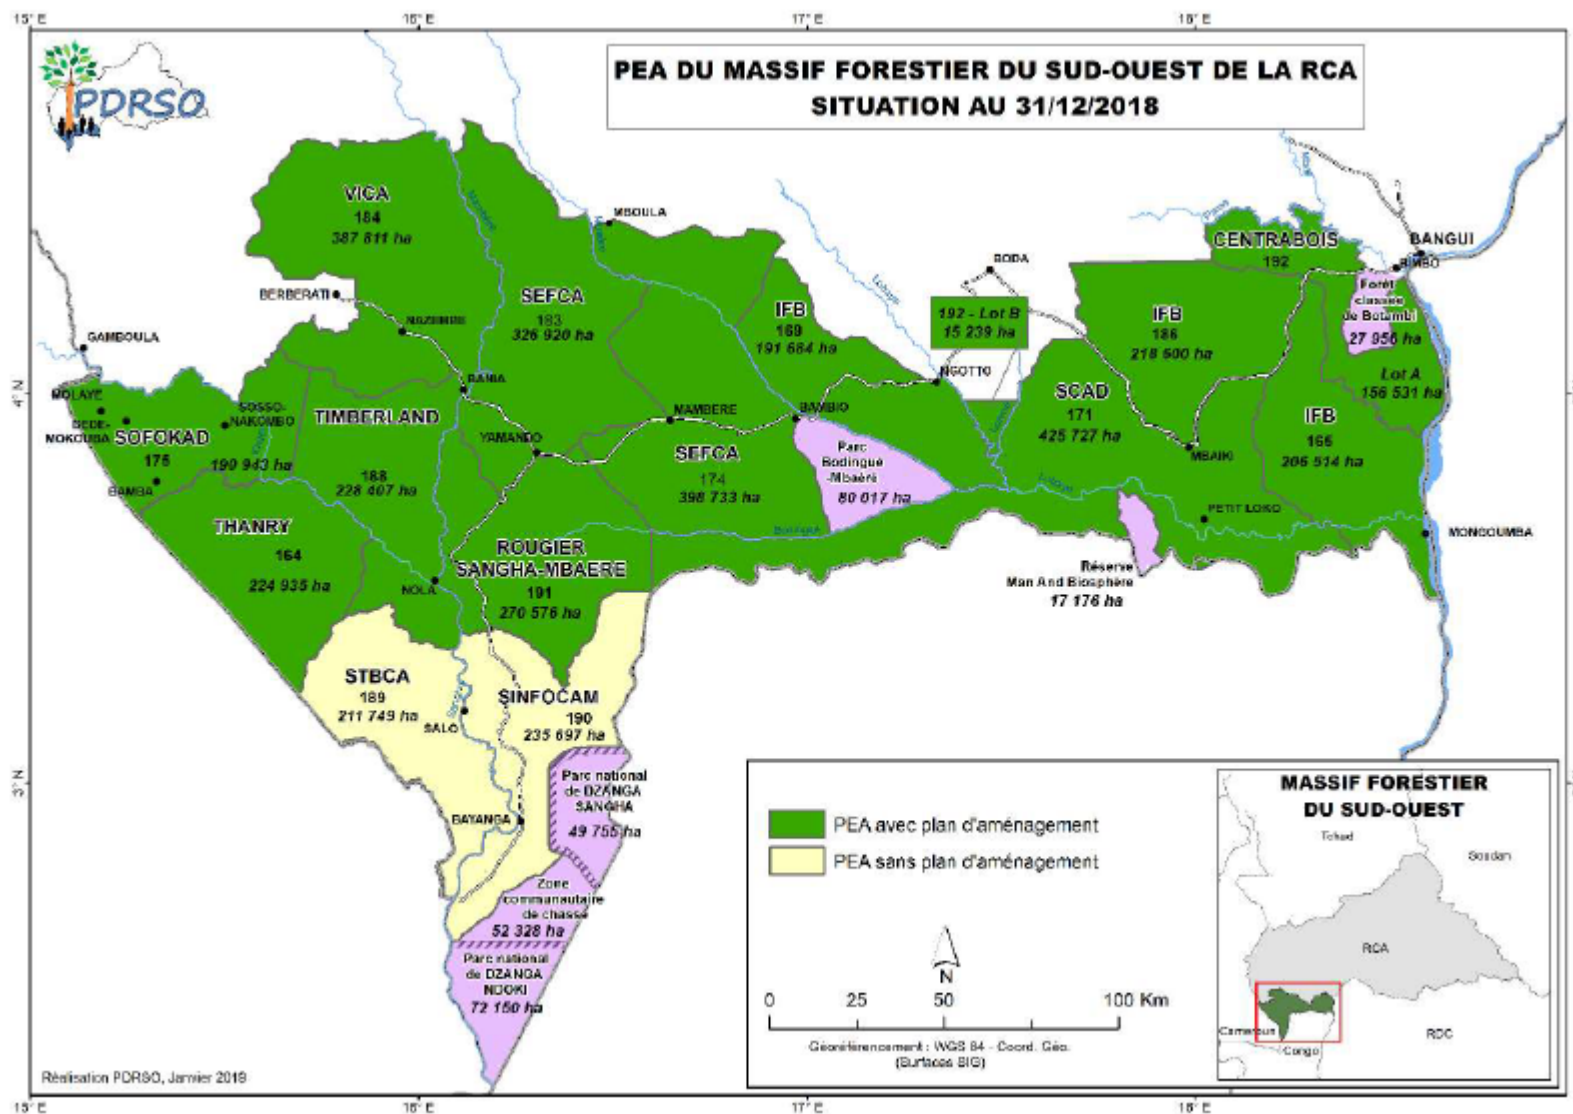 15° E
16° E
17° E
18° E
PDRSO
PEA DU MASSIF FORESTIER DU SUD-OUEST DE LA RCA
SITUATION AU 31/12/2018
VICA
184
387 811 ha
MBOULA
BERBERATI
SEFCA
183
326 920 ha
IFB
169
191 684 ha
BODA
192 - Lot B
15 239 ha
CENTRABOIS
192
BANGUI
BIMBO
IFB
186
218 600 ha
Forêt
classée
de Botambi
27 956 ha
Lot A
156 531 ha
GAMBOULA
4° N
BANIA
NGOTTO
SCAD
171
425 727 ha
IFB
165
206 514 ha
MOLAYE
DEDE-
MOKOUBA
SOFOKAD
175
SOSSO-
NAKOMBO
190 943 ha
BAMBA
TIMBERLAND
188
228 407 ha
YAMANDO
MAMBERE
BAMBIO
SEFCA
174
398 733 ha
Parc
Bodingué
-Mbaéré
80 017 ha
Lobaye
MBAIKI
PETIT LOKO
MONGOUMBA
THANRY
164
224 935 ha
NOLA
ROUGIER
SANGHA-MBAERE
191
270 576 ha
Réserve
Man And Biosphère
17 176 ha
STBCA
189
211 749 ha
SALO
SINFOCAM
190
235 697 ha
3° N
BAYANGA
Parc national
de DZANGA
SANGHA
49 755 ha
Zone
communautaire
de chasse
52 328 ha
Parc national
de DZANGA
NDOKI
72 150 ha
PEA avec plan d'aménagement
PEA sans plan d'aménagement
N
0 25 50 100 Km
Géoréférencement : WGS 84 - Coord. Géo.
(Surfaces SIG)
MASSIF FORESTIER
DU SUD-OUEST
Tchad
Soudan
RCA
Cameroun
Congo
RDC
Réalisation PDRSO, Janvier 2019
15° E
16° E
17° E
18° E